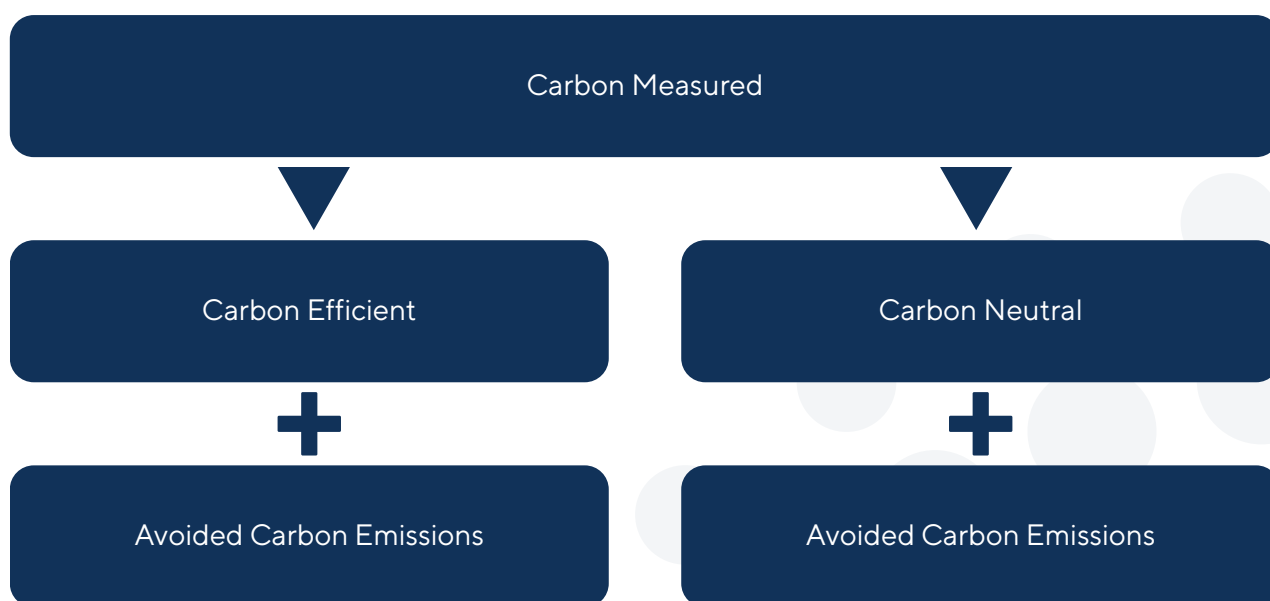 Carbon Measured
Carbon Efficient
Carbon Neutral
Avoided Carbon Emissions
Avoided Carbon Emissions